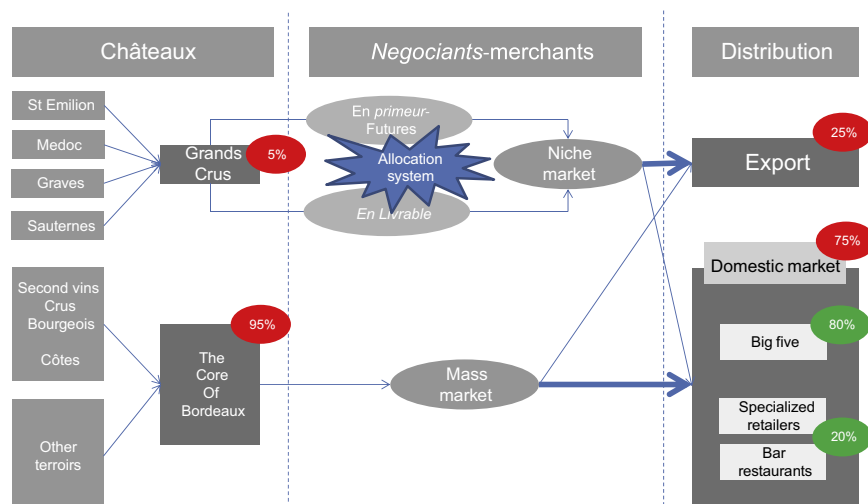 Châteaux
Negociants-merchants
Distribution
St Emilion
Medoc
Graves
Sauternes
Grands
Crus
5%
En primeur-
Futures
Allocation
system
En Livrable
Niche
market
25%
Export
75%
Domestic market
Second vins
Crus
Bourgeois
Côtes
Other
terroirs
95%
The
Core
Of
Bordeaux
Mass
market
80%
Big five
Specialized
retailers
20%
Bar
restaurants